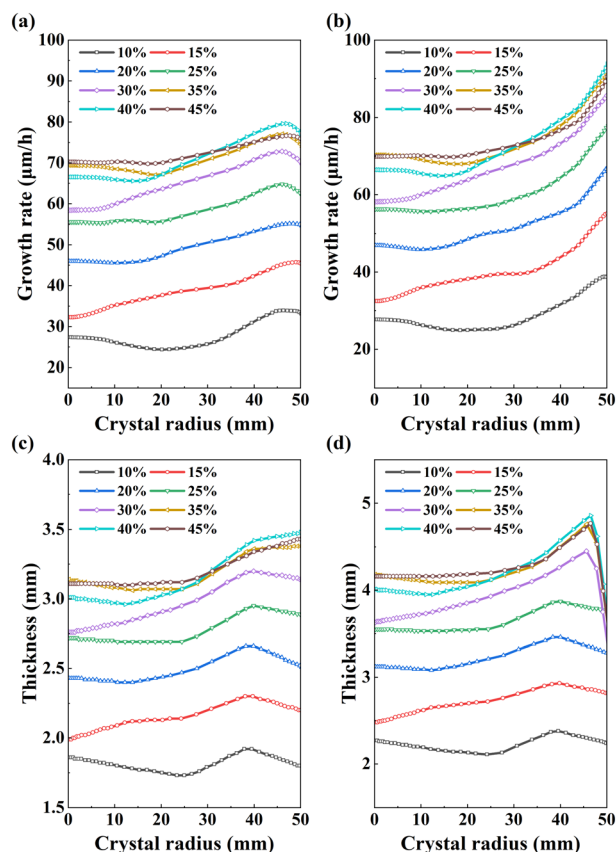 (a)
100
90
80
70
60
50
40
30
20
Growth rate (μm/h)
10% 15%
20% 25%
30% 35%
40% 45%
0 10 20 30 40 50
Crystal radius (mm)
(b)
100
80
60
40
20
Growth rate (μm/h)
10% 15%
20% 25%
30% 35%
40% 45%
0 10 20 30 40 50
Crystal radius (mm)
(c)
4.0
3.5
3.0
2.5
2.0
1.5
Thickness (mm)
10% 15%
20% 25%
30% 35%
40% 45%
0 10 20 30 40 50
Crystal radius (mm)
(d)
5
4
3
2
Thickness (mm)
10% 15%
20% 25%
30% 35%
40% 45%
0 10 20 30 40 50
Crystal radius (mm)